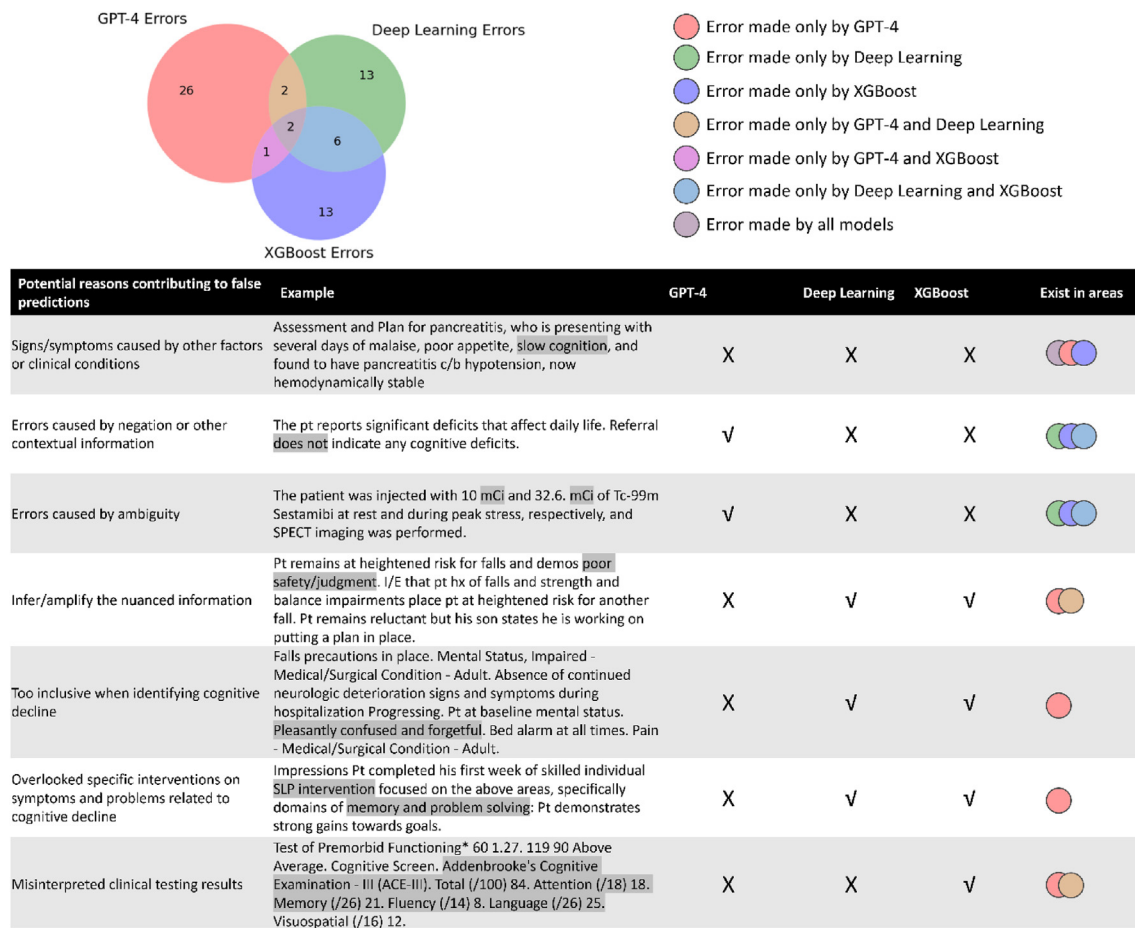 GPT-4 Errors
Deep Learning Errors
26
2
13
2
1
6
13
XGBoost Errors
Error made only by GPT-4
Error made only by Deep Learning
Error made only by XGBoost
Error made only by GPT-4 and Deep Learning
Error made only by GPT-4 and XGBoost
Error made only by Deep Learning and XGBoost
Error made by all models
Potential reasons contributing to false
predictions
Example
GPT-4
Deep Learning
XGBoost
Exist in areas
Signs/symptoms caused by other factors
or clinical conditions
Assessment and Plan for pancreatitis, who is presenting with
several days of malaise, poor appetite, slow cognition, and
found to have pancreatitis c/b hypotension, now
hemodynamically stable
X
X
X
Errors caused by negation or other
contextual information
The pt reports significant deficits that affect daily life. Referral
does not indicate any cognitive deficits.
√
X
X
Errors caused by ambiguity
The patient was injected with 10 mCi and 32.6. mCi of Tc-99m
Sestamibi at rest and during peak stress, respectively, and
SPECT imaging was performed.
√
X
X
Infer/amplify the nuanced information
Pt remains at heightened risk for falls and demos poor
safety/judgment. I/E that pt hx of falls and strength and
balance impairments place pt at heightened risk for another
fall. Pt remains reluctant but his son states he is working on
putting a plan in place.
X
√
√
Too inclusive when identifying cognitive
decline
Falls precautions in place. Mental Status, Impaired -
Medical/Surgical Condition - Adult. Absence of continued
neurologic deterioration signs and symptoms during
hospitalization Progressing. Pt at baseline mental status.
Pleasantly confused and forgetful. Bed alarm at all times. Pain
- Medical/Surgical Condition - Adult.
X
√
√
Overlooked specific interventions on
symptoms and problems related to
cognitive decline
Impressions Pt completed his first week of skilled individual
SLP intervention focused on the above areas, specifically
domains of memory and problem solving: Pt demonstrates
strong gains towards goals.
X
√
√
Misinterpreted clinical testing results
Test of Premorbid Functioning* 60 1.27. 119 90 Above
Average. Cognitive Screen. Addenbrooke's Cognitive
Examination - III (ACE-III). Total (/100) 84. Attention (/18) 18.
Memory (/26) 21. Fluency (/14) 8. Language (/26) 25.
Visuospatial (/16) 12.
X
X
√